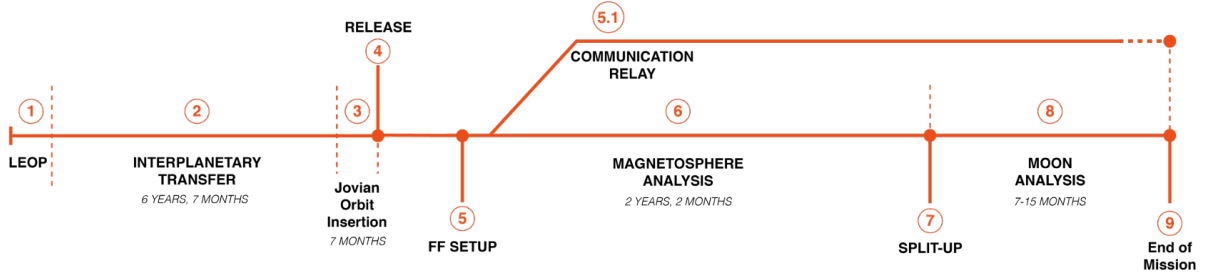 1
LEOP
2
INTERPLANETARY
TRANSFER
6 YEARS, 7 MONTHS
3
Jovian
Orbit
Insertion
7 MONTHS
RELEASE
4
5
FF SETUP
5.1
COMMUNICATION
RELAY
6
MAGNETOSPHERE
ANALYSIS
2 YEARS, 2 MONTHS
7
SPLIT-UP
8
MOON
ANALYSIS
7-15 MONTHS
9
End of
Mission